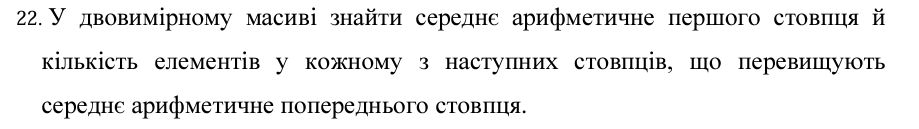 22. У двовимірному масиві знайти середнє арифметичне першого стовпця й
кількість елементів у кожному з наступних стовпців, що перевищують
середнє арифметичне попереднього стовпця.